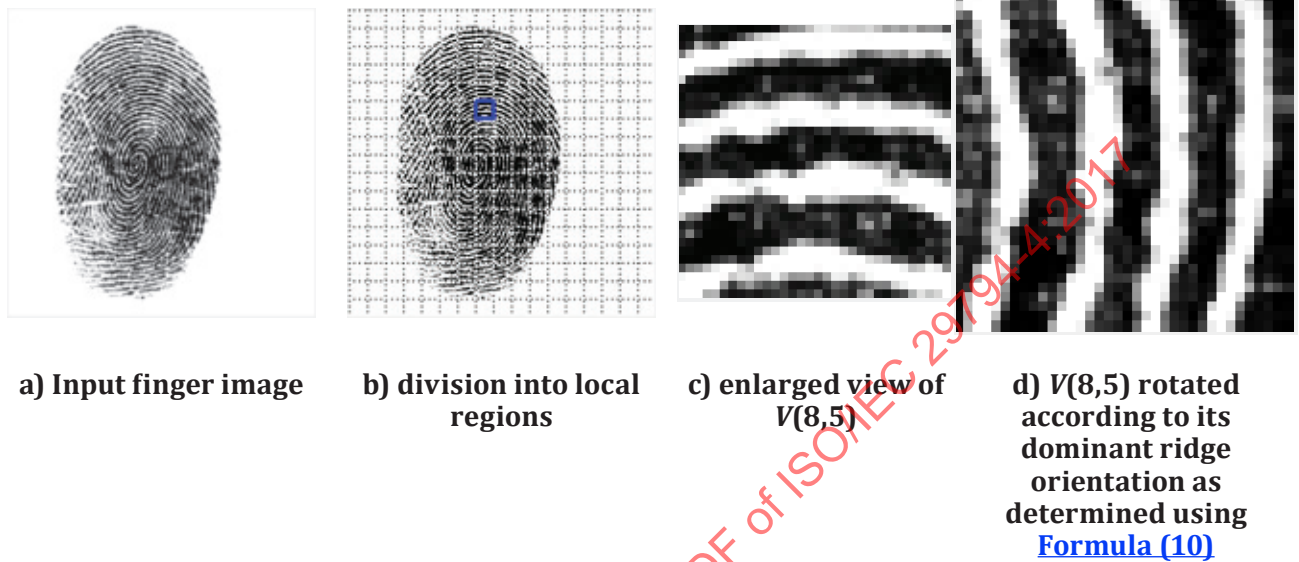 a) Input finger image
b) division into local
regions
c) enlarged view of
V(8,5)
d) V(8,5) rotated
according to its
dominant ridge
orientation as
determined using
Formula (10)
DF of ISO/IEC 29794-4:2017